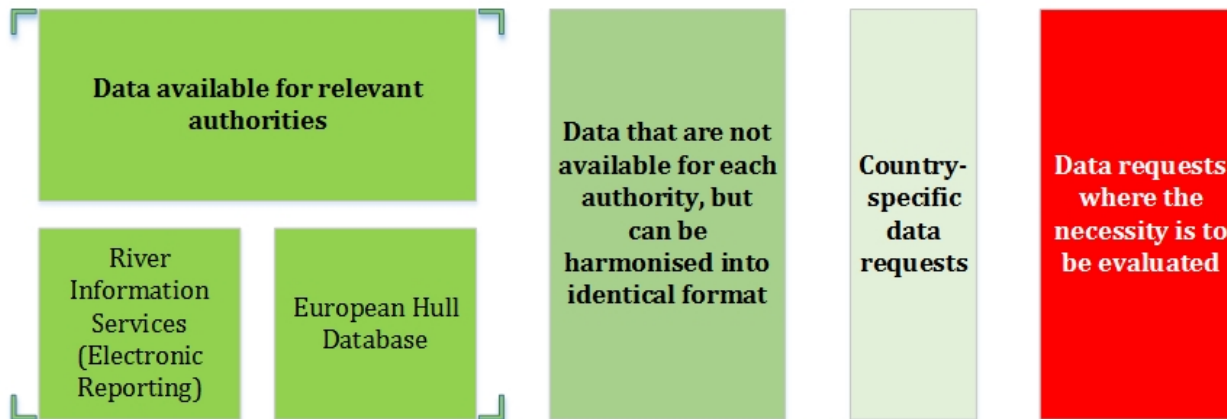 Data available for relevant
authorities
River
Information
Services
(Electronic
Reporting)
European Hull
Database
Data that are not
available for each
authority, but
can be
harmonised into
identical format
Country-
specific
data
requests
Data requests
where the
necessity is to
be evaluated